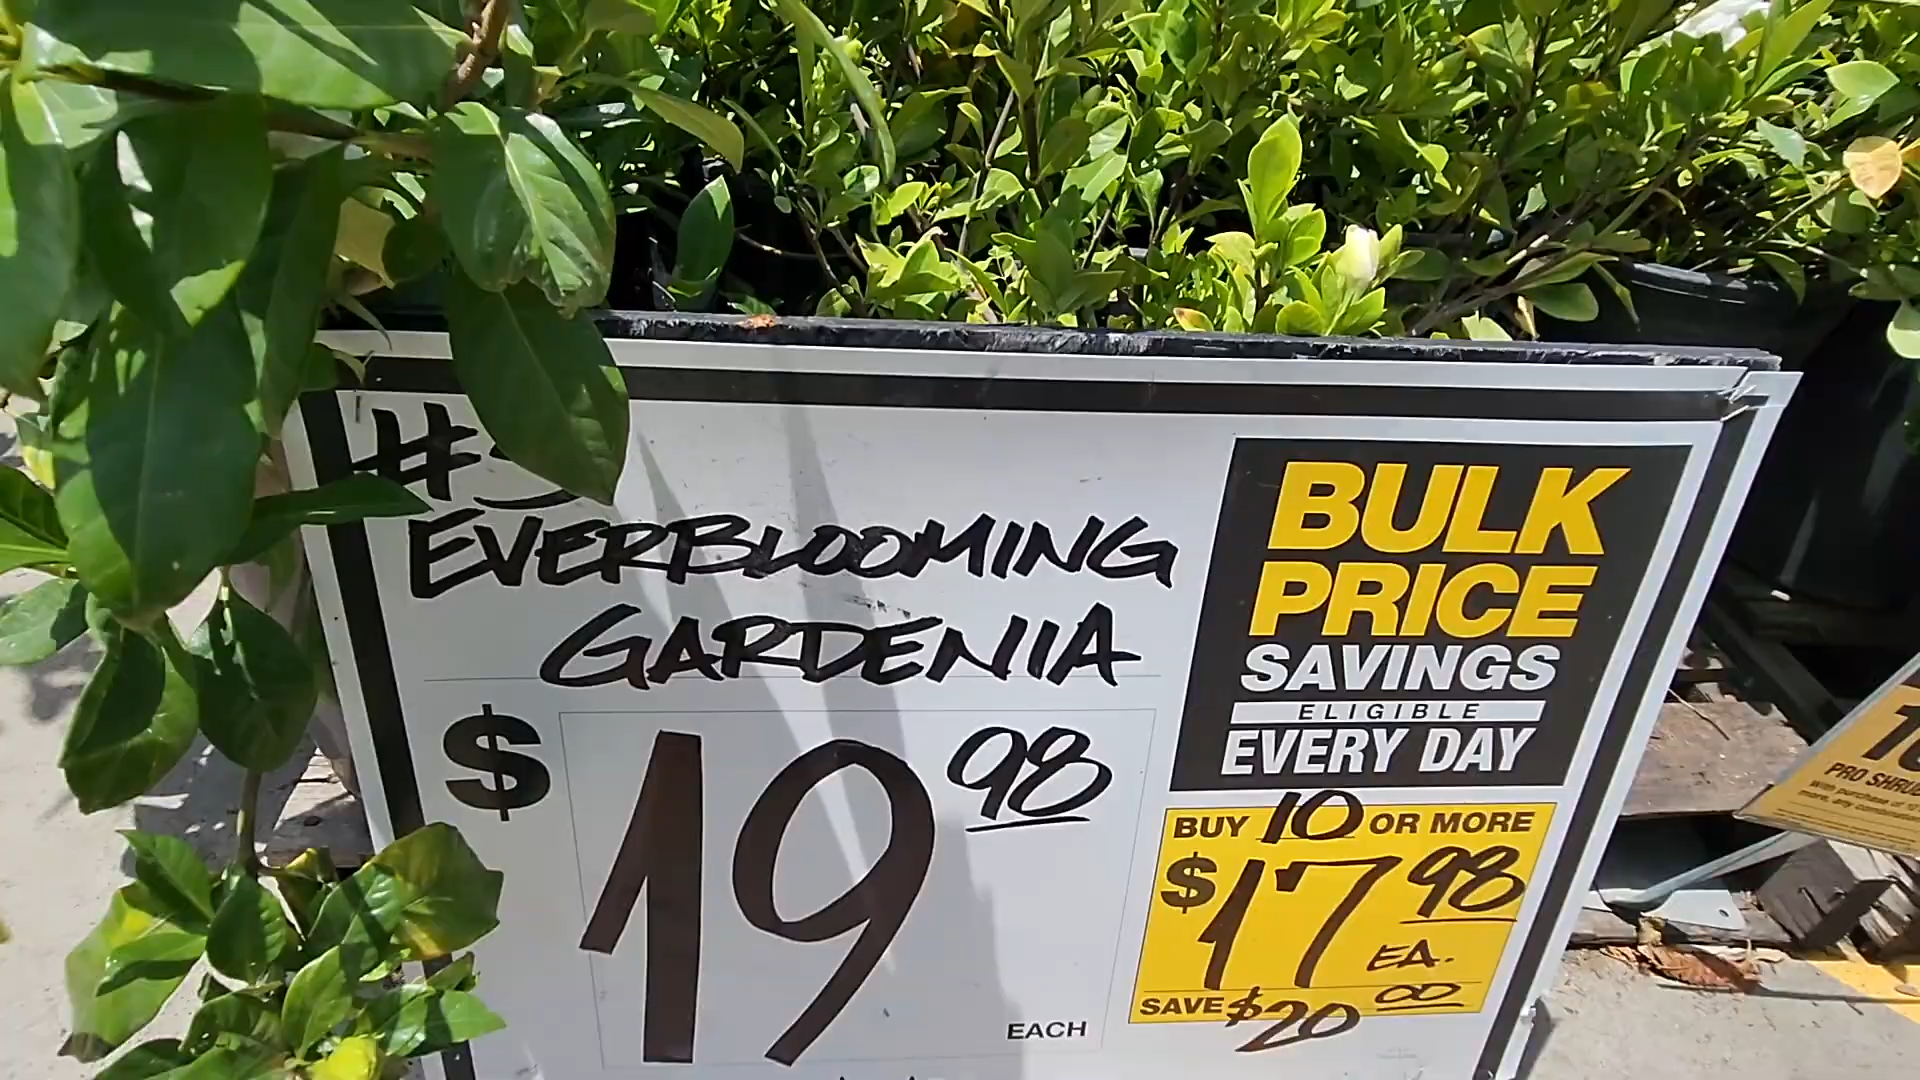 EVERBLOOMING
GARDENIA
$19 98
EACH
BULK
PRICE
SAVINGS
ELIGIBLE
EVERY DAY
BUY 10 OR MORE
$17 98
EA.
SAVE $20 00
PRO SHRUB